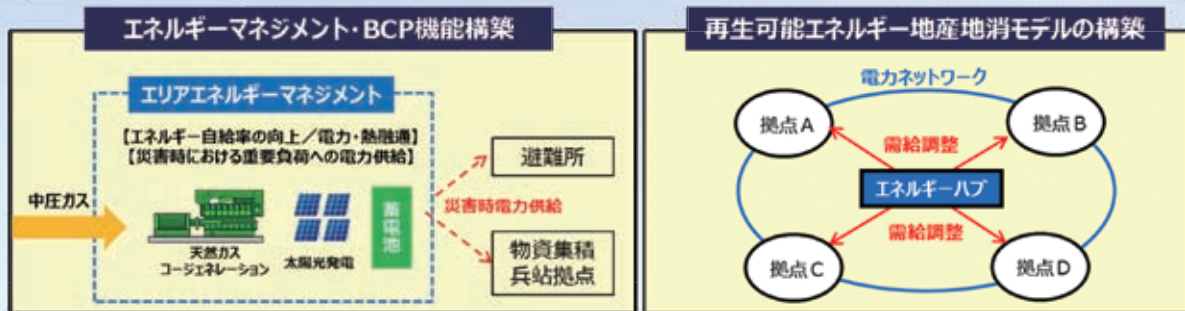 エネルギーマネジメント・BCP機能構築
エリアエネルギーマネジメント
【エネルギー自給率の向上／電力・熱融通】
【災害時における重要負荷への電力供給】
中圧ガス
天然ガス
コージェネレーション
太陽光発電
蓄電池
災害時電力供給
避難所
物資集積
兵站拠点
再生可能エネルギー地産地消モデルの構築
電力ネットワーク
拠点A
拠点B
需給調整
エネルギーハブ
需給調整
拠点C
拠点D